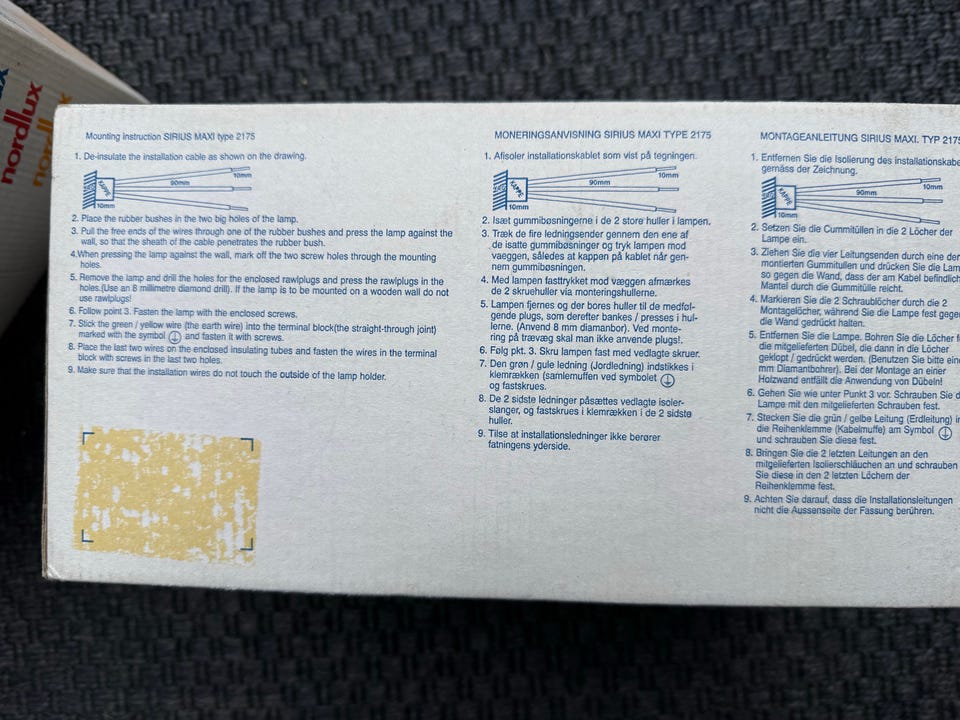 nordlux
Mounting instruction SIRIUS MAXI type 2175
1. De-insulate the installation cable as shown on the drawing.
KAPPE
90mm
10mm
10mm
2. Place the rubber bushes in the two big holes of the lamp.
3. Pull the free ends of the wires through one of the rubber bushes and press the lamp against the
wall, so that the sheath of the cable penetrates the rubber bush.
4.When pressing the lamp against the wall, mark off the two screw holes through the mounting
holes.
5. Remove the lamp and drill the holes for the enclosed rawlplugs and press the rawlplugs in the
holes.(Use an 8 millimetre diamond drill). If the lamp is to be mounted on a wooden wall do not
use rawlplugs!
6. Follow point 3. Fasten the lamp with the enclosed screws.
7. Stick the green / yellow wire (the earth wire) into the terminal block(the straight-through joint)
marked with the symbol and fasten it with screws.
8. Place the last two wires on the enclosed insulating tubes and fasten the wires in the terminal
block with screws in the last two holes.
9. Make sure that the installation wires do not touch the outside of the lamp holder.
MONERINGSANVISNING SIRIUS MAXI TYPE 2175
1. Afisoler installationskablet som vist på tegningen.
KAPPE
90mm
10mm
10mm
2. Isæt gummibøsningerne i de 2 store huller i lampen.
3. Træk de fire ledningsender gennem den ene af
de isatte gummibøsninger og tryk lampen mod
vaeggen, således at kappen på kablet når gen-
nem gummibøsningen.
4. Med lampen fasttrykket mod væggen afmærkes
de 2 skruehuller via monteringshullerne.
5. Lampen fjernes og der bores huller til de medføl-
gende plugs, som derefter bankes / presses i hul-
lerne. (Anvend 8 mm diamanbor). Ved monte-
ring på trævæg skal man ikke anvende plugs!.
6. Følg pkt. 3. Skru lampen fast med vedlagte skruer.
7. Den grøn / gule ledning (Jordledning) indstikkes i
klemrækken (samlemuffen ved symbolet
og fastskrues.
8. De 2 sidste ledninger påsættes vedlagte isoler-
slanger, og fastskrues i klemrækken i de 2 sidste
huller.
9. Tilse at installationsledninger ikke berører
fatningens yderside.
MONTAGEANLEITUNG SIRIUS MAXI. TYP 2175
1. Entfernen Sie die Isolierung des installationskabe
gemäss der Zeichnung.
KAPPE
90mm
10mm
10mm
2. Setzen Sie die Cummitüllen in die 2 Löcher der
Lampe ein.
3. Ziehen Sie die vier Leitungsenden durch eine der
montierten Gummitullen und drücken Sie die Lam
so gegen die Wand, dass der am Kabel befindlich
Mantel durch die Gummitülle reicht.
4. Markieren Sie die 2 Schraublöcher durch die 2
Montagelöcher, während Sie die Lampe fest gege
die Wand gedrückt halten.
5. Entfernen Sie die Lampe. Bohren Sie die Löcher f
die mitgelieferten Dübel, die dann in die Löcher
geklopt / gedrückt werden. (Benutzen Sie bitte eine
mm Diamantbohrer). Bei der Montage an einer
Holzwand entfällt die Anwendung von Dübeln!
6. Gehen Sie wie unter Punkt 3 vor. Schrauben Sie d
Lampe mit den mitgelieferten Schrauben fest.
7. Stecken Sie die grün / gelbe Leitung (Erdleitung) in
die Reihenklemme (Kabelmuffe) am Symbol
und schrauben Sie diese fest.
8. Bringen Sie die 2 letzten Leitungen an den
mitgelieferten Isolierschläuchen an und schrauben
Sie diese in den 2 letzten Löchern der
Reihenklemme fest.
9. Achten Sie darauf, dass die Installationsleitungen
nicht die Aussenseite der Fassung berühren.